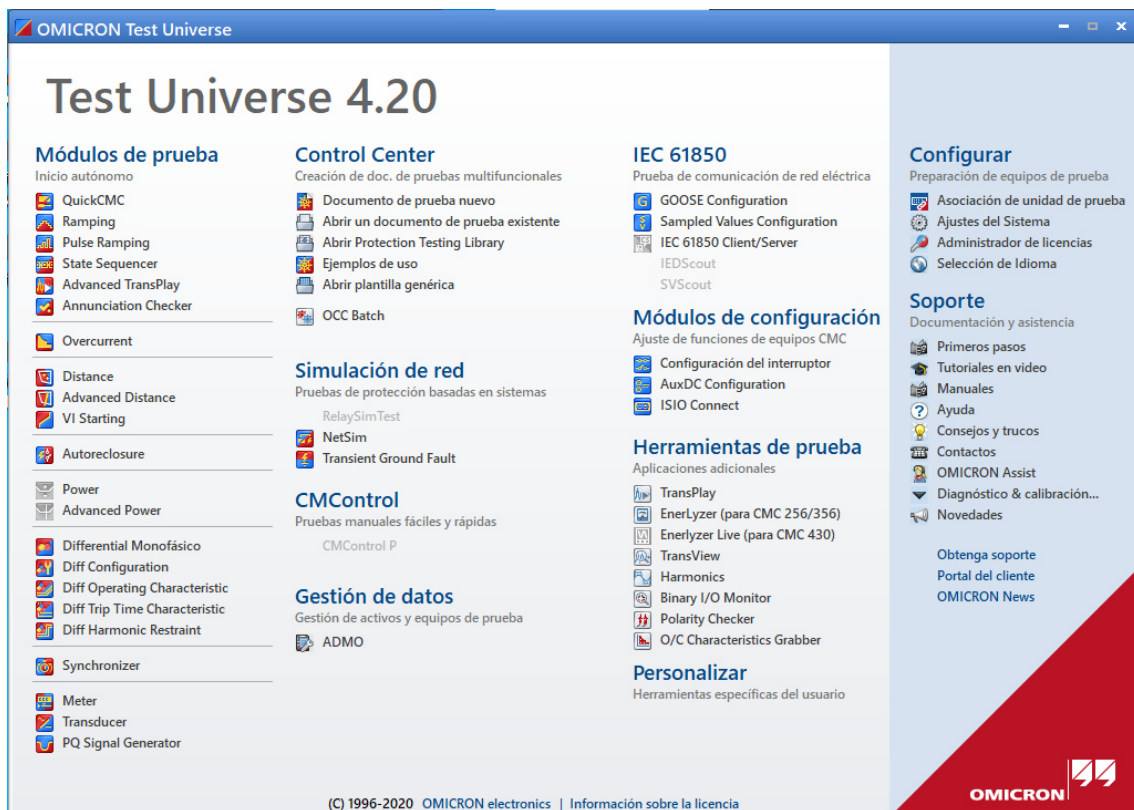 OMICRON Test Universe
Test Universe 4.20
Módulos de prueba
Inicio autónomo
QuickCMC
Ramping
Pulse Ramping
State Sequencer
Advanced TransPlay
Annunciation Checker
Overcurrent
Distance
Advanced Distance
VI Starting
Autoreclosure
Power
Advanced Power
Differential Monofásico
Diff Configuration
Diff Operating Characteristic
Diff Trip Time Characteristic
Diff Harmonic Restraint
Synchronizer
Meter
Transducer
PQ Signal Generator
Control Center
Creación de doc. de pruebas multifuncionales
Documento de prueba nuevo
Abrir un documento de prueba existente
Abrir Protection Testing Library
Ejemplos de uso
Abrir plantilla genérica
OCC Batch
Simulación de red
Pruebas de protección basadas en sistemas
RelaySimTest
NetSim
Transient Ground Fault
CMControl
Pruebas manuales fáciles y rápidas
CMControl P
Gestión de datos
Gestión de activos y equipos de prueba
ADMO
IEC 61850
Prueba de comunicación de red eléctrica
GOOSE Configuration
Sampled Values Configuration
IEC 61850 Client/Server
IEDScout
SVScout
Módulos de configuración
Ajuste de funciones de equipos CMC
Configuración del interruptor
AuxDC Configuration
ISIO Connect
Herramientas de prueba
Aplicaciones adicionales
TransPlay
EnerLyzer (para CMC 256/356)
Enerlyzer Live (para CMC 430)
TransView
Harmonics
Binary I/O Monitor
Polarity Checker
O/C Characteristics Grabber
Personalizar
Herramientas específicas del usuario
Configurar
Preparación de equipos de prueba
Asociación de unidad de prueba
Ajustes del Sistema
Administrador de licencias
Selección de Idioma
Soporte
Documentación y asistencia
Primeros pasos
Tutoriales en video
Manuales
Ayuda
Consejos y trucos
Contactos
OMICRON Assist
Diagnóstico & calibración...
Novedades
Obtenga soporte
Portal del cliente
OMICRON News
OMICRON
(C) 1996-2020 OMICRON electronics | Información sobre la licencia